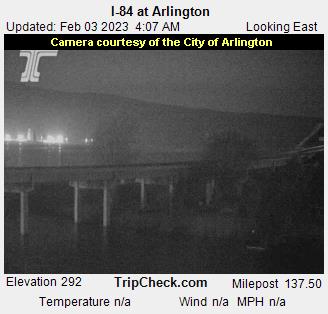 I-84 at Arlington
Updated: Feb 03 2023 4:07 AM Looking East
Camera courtesy of the City of Arlington
Elevation 292 TripCheck.com Milepost 137.50
Temperature n/a Wind n/a MPH n/a